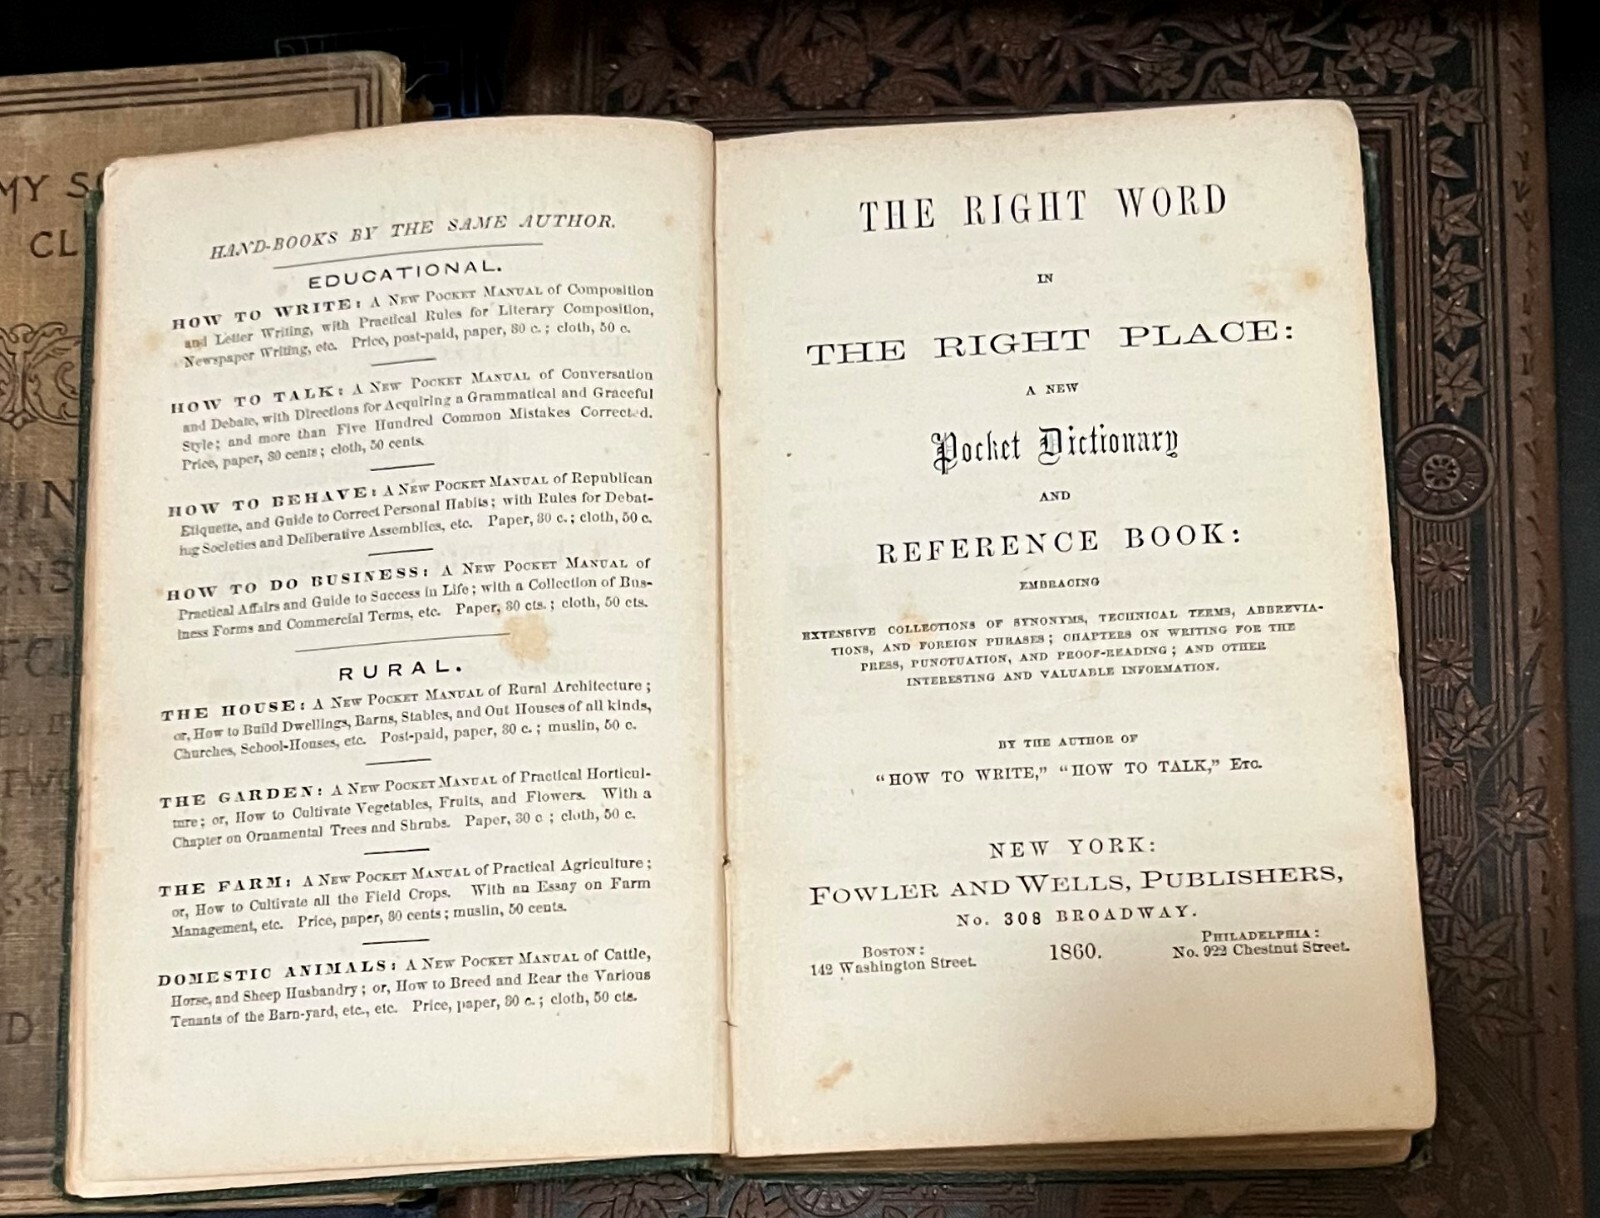 MY S
CL
IN
ONS
TWO
D
HAND-BOOKS BY THE SAME AUTHOR.
EDUCATIONAL.
HOW TO WRITE: A New Pocket Manual of Composition
and Letter Writing, with Practical Rules for Literary Composition,
Newspaper Writing, etc. Price, post-paid, paper, 30 c.; cloth, 50 c.
HOW TO TALK: A New Pocket Manual of Conversation
and Debate, with Directions for Acquiring a Grammatical and Graceful
Style; and more than Five Hundred Common Mistakes Corrected.
Price, paper, 30 cents; cloth, 50 cents.
HOW TO BEHAVE: A New Pocket Manual of Republican
Etiquette, and Guide to Correct Personal Habits; with Rules for Debat-
ing Societies and Deliberative Assemblies, etc. Paper, 30 c.; cloth, 50 c.
HOW TO DO BUSINESS: A New Pocket Manual of
Practical Affairs and Guide to Success in Life; with a Collection of Bus-
iness Forms and Commercial Terms, etc. Paper, 30 cts.; cloth, 50 cts.
RURAL.
THE HOUSE: A New Pocket Manual of Rural Architecture;
or, How to Build Dwellings, Barns, Stables, and Out Houses of all kinds,
Churches, School-Houses, etc. Post-paid, paper, 30 c.; muslin, 50 c.
THE GARDEN: A New Pocket Manual of Practical Horticul-
ture; or, How to Cultivate Vegetables, Fruits, and Flowers. With a
Chapter on Ornamental Trees and Shrubs. Paper, 30 c; cloth, 50 c.
THE FARM: A New Pocket Manual of Practical Agriculture;
or, How to Cultivate all the Field Crops. With an Essay on Farm
Management, etc. Price, paper, 30 cents; muslin, 50 cents.
DOMESTIC ANIMALS: A New Pocket Manual of Cattle,
Horse, and Sheep Husbandry; or, How to Breed and Rear the Various
Tenants of the Barn-yard, etc., etc. Price, paper, 30 c.; cloth, 50 cts.
THE RIGHT WORD
IN
THE RIGHT PLACE:
A NEW
Pocket Dictionary
AND
REFERENCE BOOK:
EMBRACING
EXTENSIVE COLLECTIONS OF SYNONYMS, TECHNICAL TERMS, ABBREVIA-
TIONS, AND FOREIGN PHRASES; CHAPTERS ON WRITING FOR THE
PRESS, PUNCTUATION, AND PROOF-READING; AND OTHER
INTERESTING AND VALUABLE INFORMATION.
BY THE AUTHOR OF
"HOW TO WRITE," "HOW TO TALK," Etc.
NEW YORK:
FOWLER AND WELLS, PUBLISHERS,
No. 308 BROADWAY.
Boston:
142 Washington Street.
1860.
Philadelphia:
No. 922 Chestnut Street.